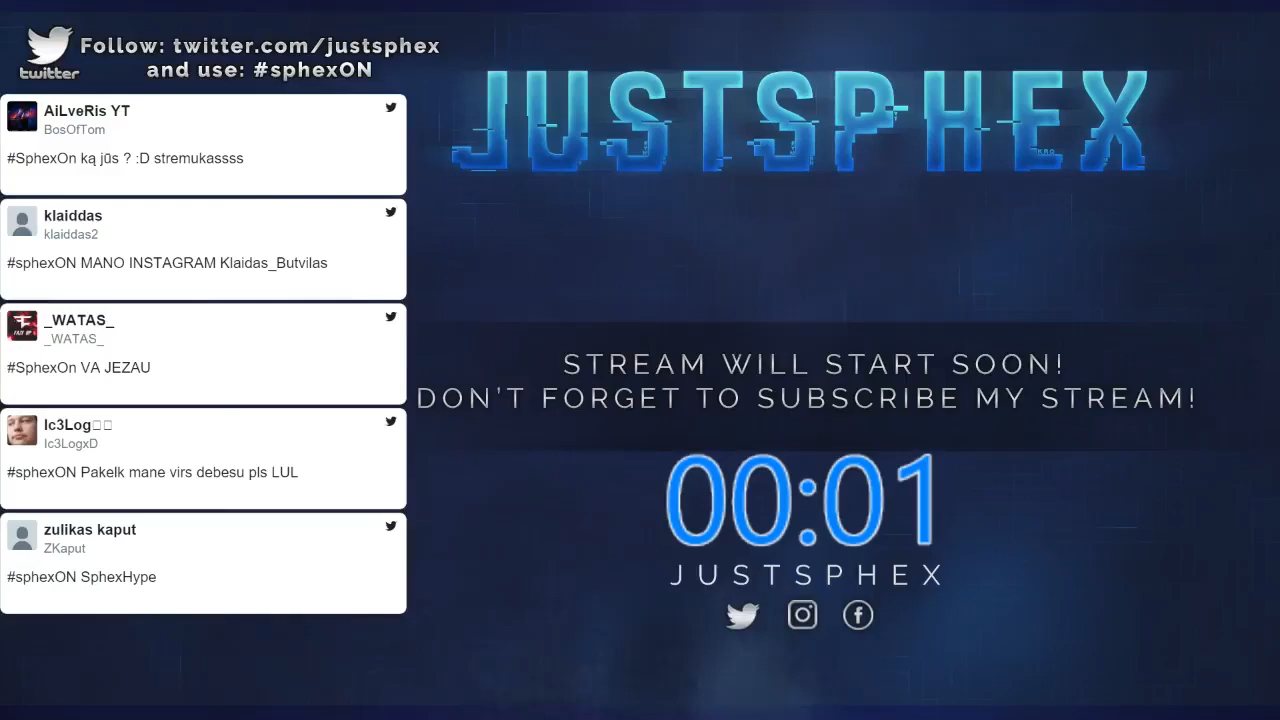 Follow: twitter.com/justsphex
and use: #sphexON
twitter
AiLveRis YT
BosOfTom
#SphexOn ką jūs ? :D stremukassss
klaiddas
klaiddas2
#sphexON MANO INSTAGRAM Klaidas_Butvilas
_WATAS_
_WATAS_
#SphexOn VA JEZAU
Ic3Log
Ic3LogxD
#sphexON Pakelk mane virs debesu pls LUL
zulikas kaput
ZKaput
#sphexON SphexHype
JUSTSPHEX
STREAM WILL START SOON!
DON'T FORGET TO SUBSCRIBE MY STREAM!
00:01
JUSTSPHEX